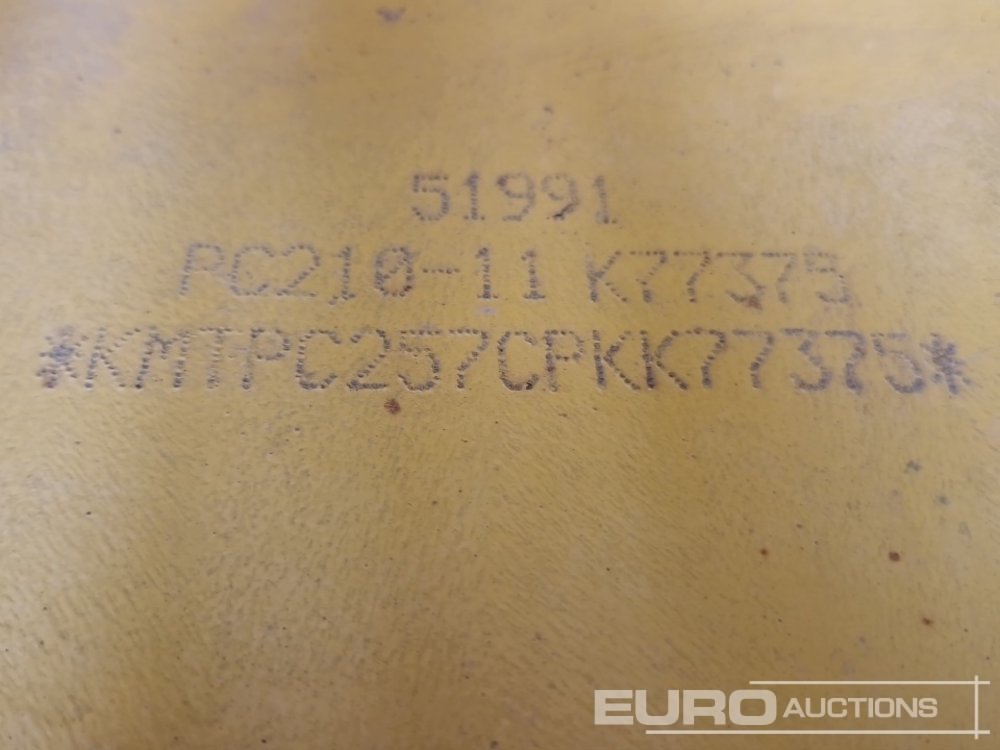 51991
PC210-11 K77375
*KMTPC257CPKK77375*
EURO AUCTIONS